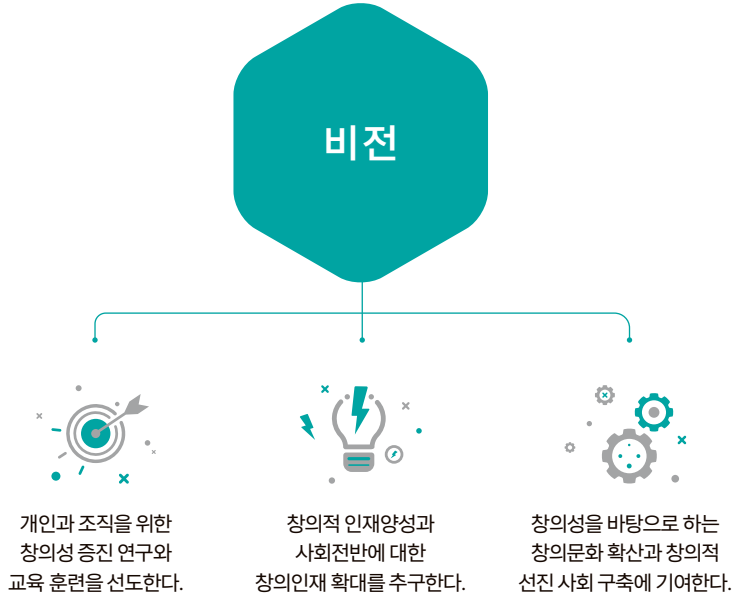 비전
개인과 조직을 위한
창의성 증진 연구와
교육 훈련을 선도한다.
창의적 인재양성과
사회전반에 대한
창의인재 확대를 추구한다.
창의성을 바탕으로 하는
창의문화 확산과 창의적
선진 사회 구축에 기여한다.